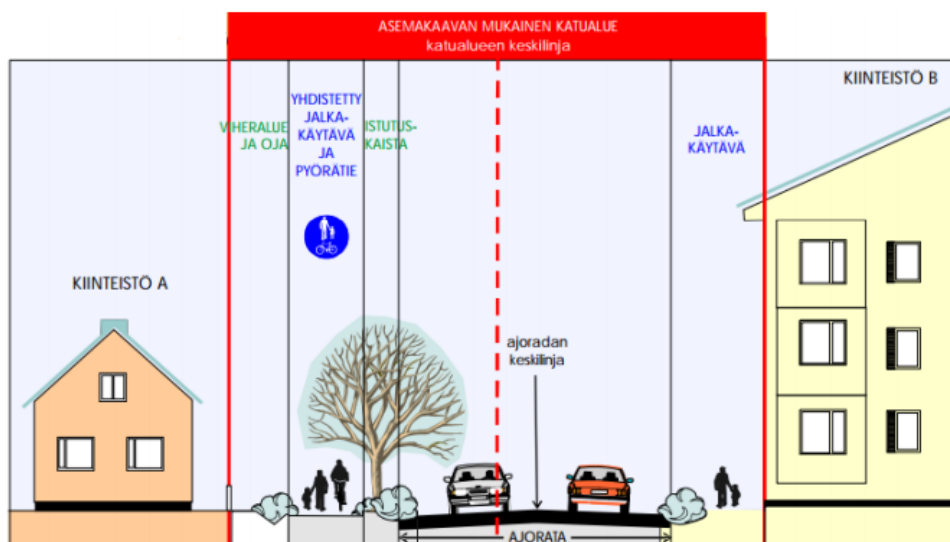 ASEMAKAAVAN MUKAINEN KATUALUE
katualueen keskilinja
KIINTEISTÖ B
VIHERALUE
JA OJA
YHDISTETTY
JALKA-
KÄYTÄVÄ
JA
PYÖRÄTIE
ISTUTUS-
KAISTA
JALKA-
KÄYTÄVÄ
KIINTEISTÖ A
ajoradan
keskilinja
AJORATA